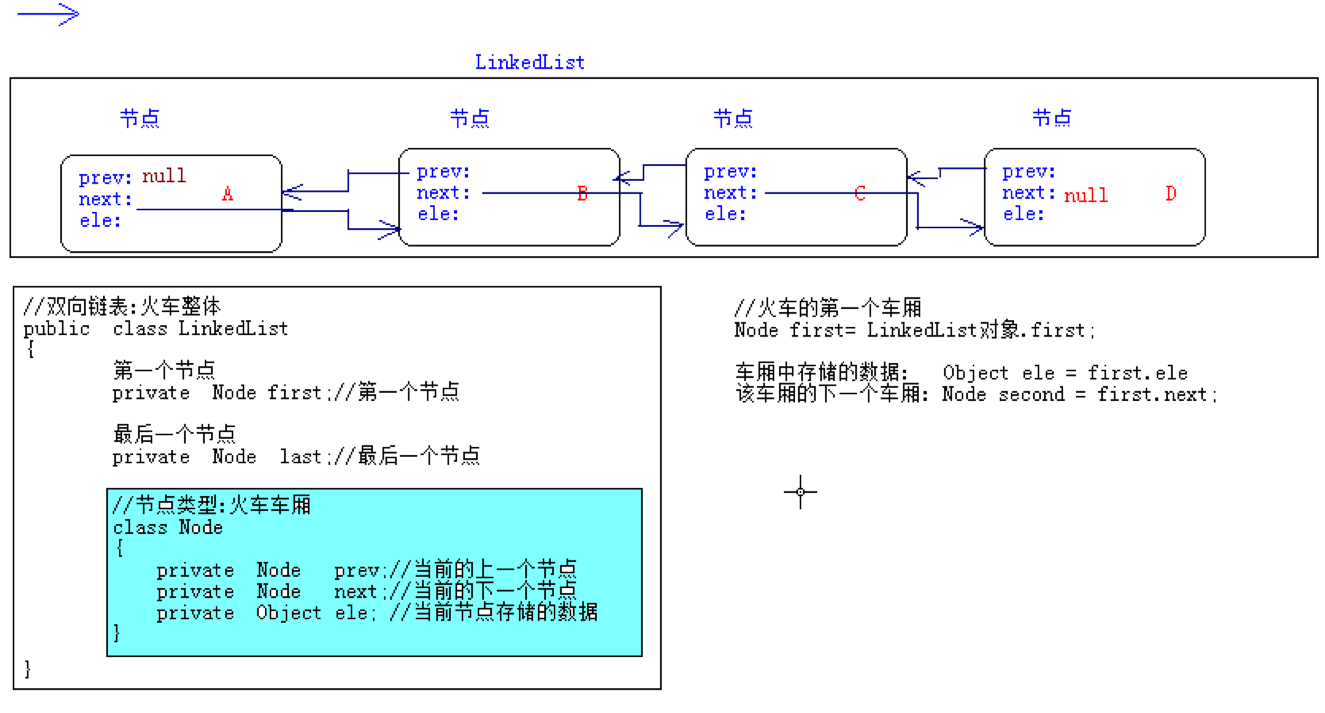 LinkedList
节点 节点 节点 节点
prev: null
next:
ele:
A
prev:
next:
ele:
B
prev:
next:
ele:
C
prev:
next: null
ele:
D
//双向链表:火车整体
public class LinkedList
{
第一个节点
private Node first;//第一个节点
最后一个节点
private Node last;//最后一个节点
//节点类型:火车车厢
class Node
{
private Node prev;//当前的上一个节点
private Node next;//当前的下一个节点
private Object ele; //当前节点存储的数据
}
}
//火车的第一个车厢
Node first= LinkedList对象.first;
车厢中存储的数据: Object ele = first.ele
该车厢的下一个车厢: Node second = first.next;